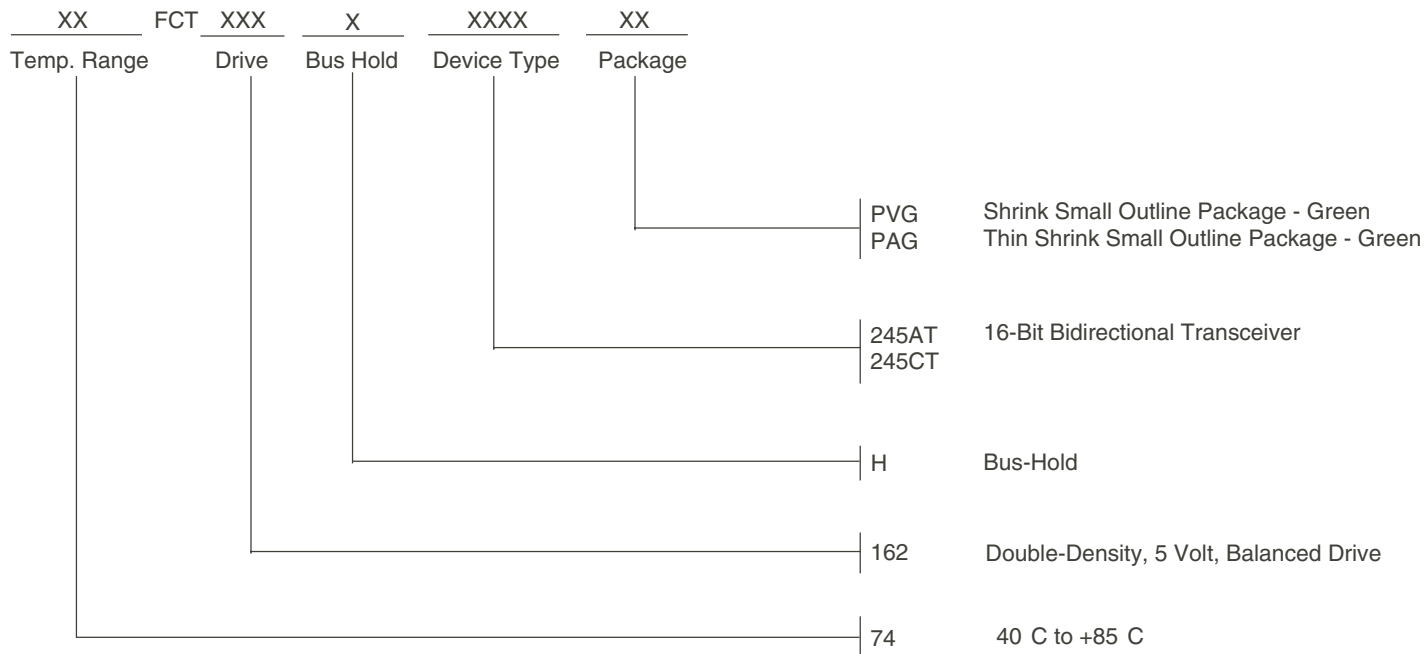 XX FCT XXX X XXXX XX
Temp. Range Drive Bus Hold Device Type Package
PVG Shrink Small Outline Package - Green
PAG Thin Shrink Small Outline Package - Green
245AT 16-Bit Bidirectional Transceiver
245CT
H Bus-Hold
162 Double-Density, 5 Volt, Balanced Drive
74 40 C to +85 C